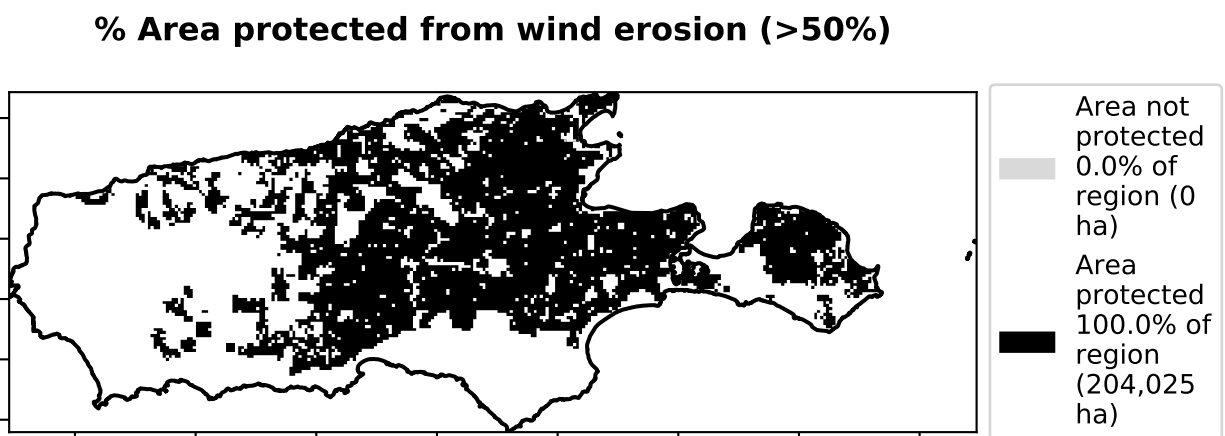 % Area protected from wind erosion (>50%)
Area not
protected
0.0% of
region (0
ha)
Area
protected
100.0% of
region
(204,025
ha)